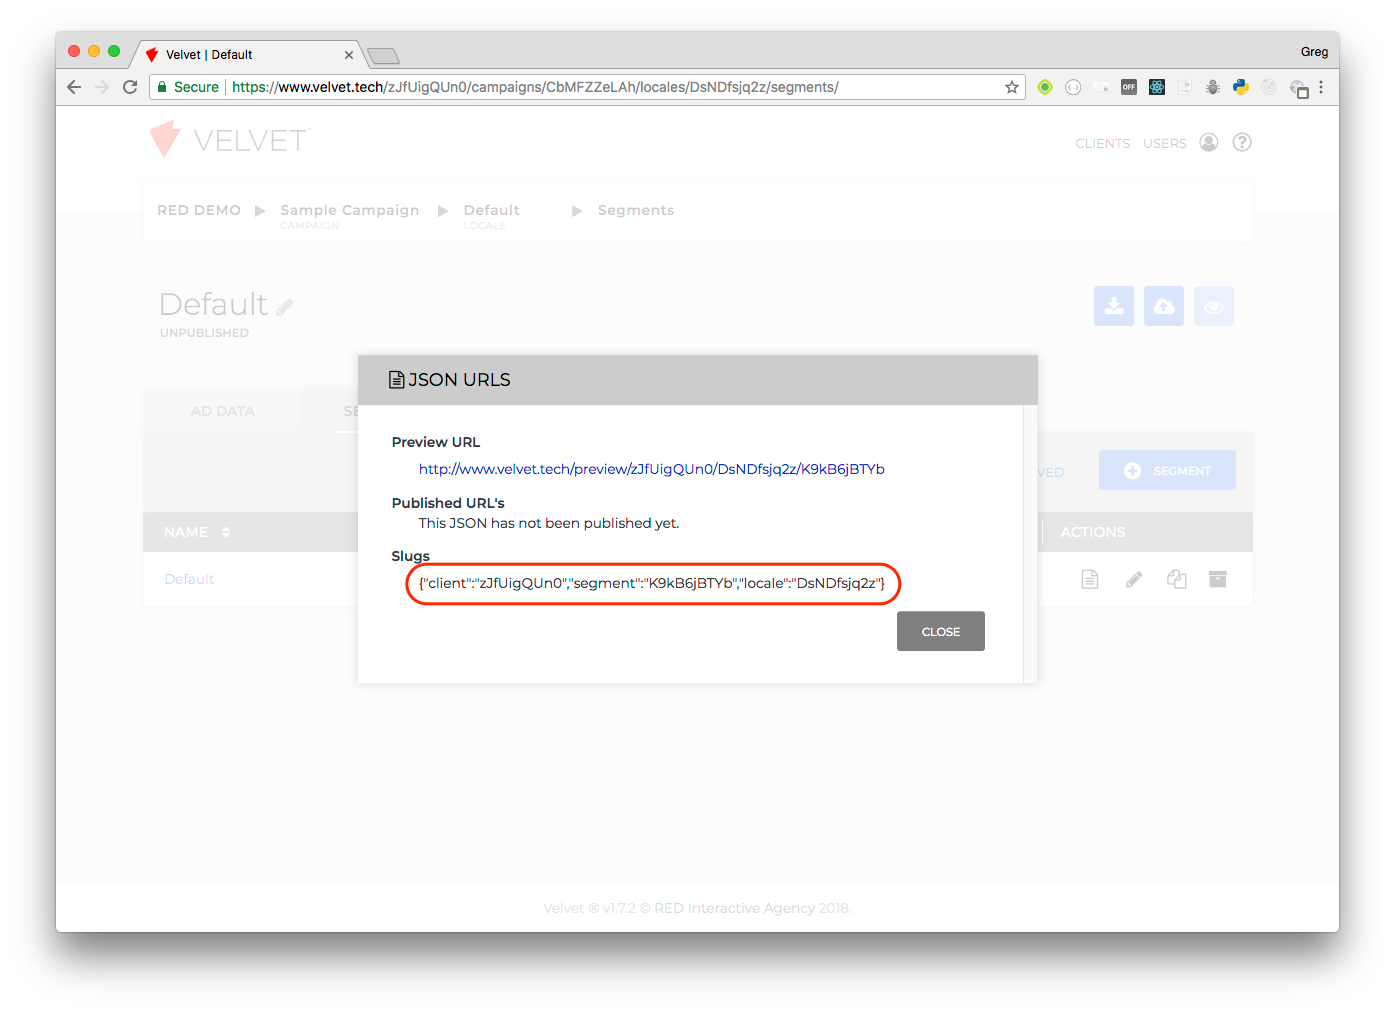 Velvet | Default
Greg
Secure https://www.velvet.tech/zJfUigQUn0/campaigns/CbMFZZeLAh/locales/DsNDfsjq2z/segments/
OFF
VELVET
CLIENTS USERS
RED DEMO Sample Campaign Default Segments
CAMPAIGN LOCALE
Default
UNPUBLISHED
JSON URLS
AD DATA
SE
Preview URL
http://www.velvet.tech/preview/zJfUigQUn0/DsNDfsjq2z/K9kB6jBTYb
VED
SEGMENT
Published URL's
This JSON has not been published yet.
NAME
ACTIONS
Slugs
{"client":"zJfUigQUn0","segment":"K9kB6jBTYb","locale":"DsNDfsjq2z"}
Default
CLOSE
Velvet ® v1.7.2 © RED Interactive Agency 2018.